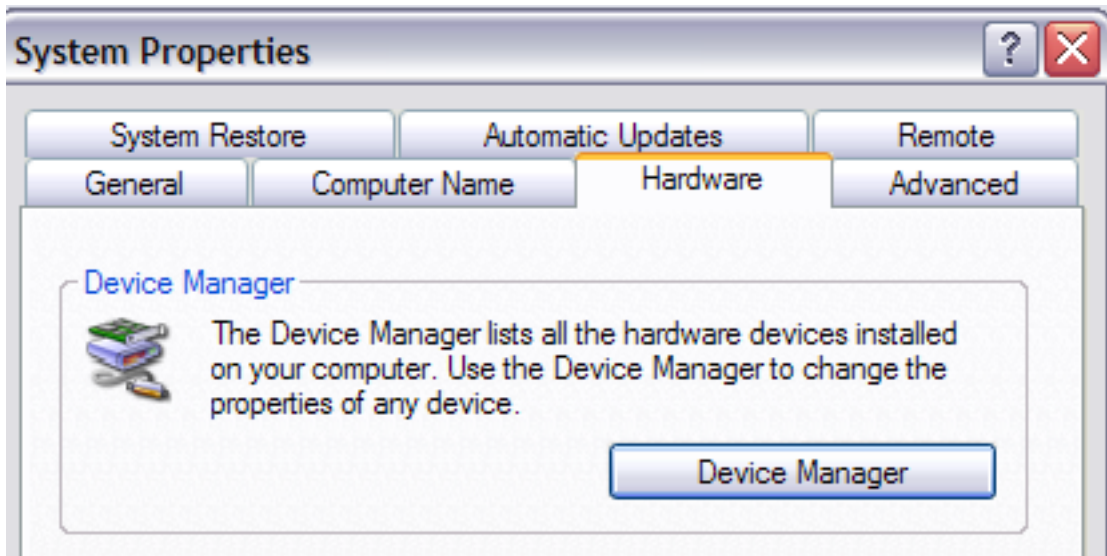 System Properties
?
System Restore
Automatic Updates
Remote
General
Computer Name
Hardware
Advanced
Device Manager
The Device Manager lists all the hardware devices installed
on your computer. Use the Device Manager to change the
properties of any device.
Device Manager